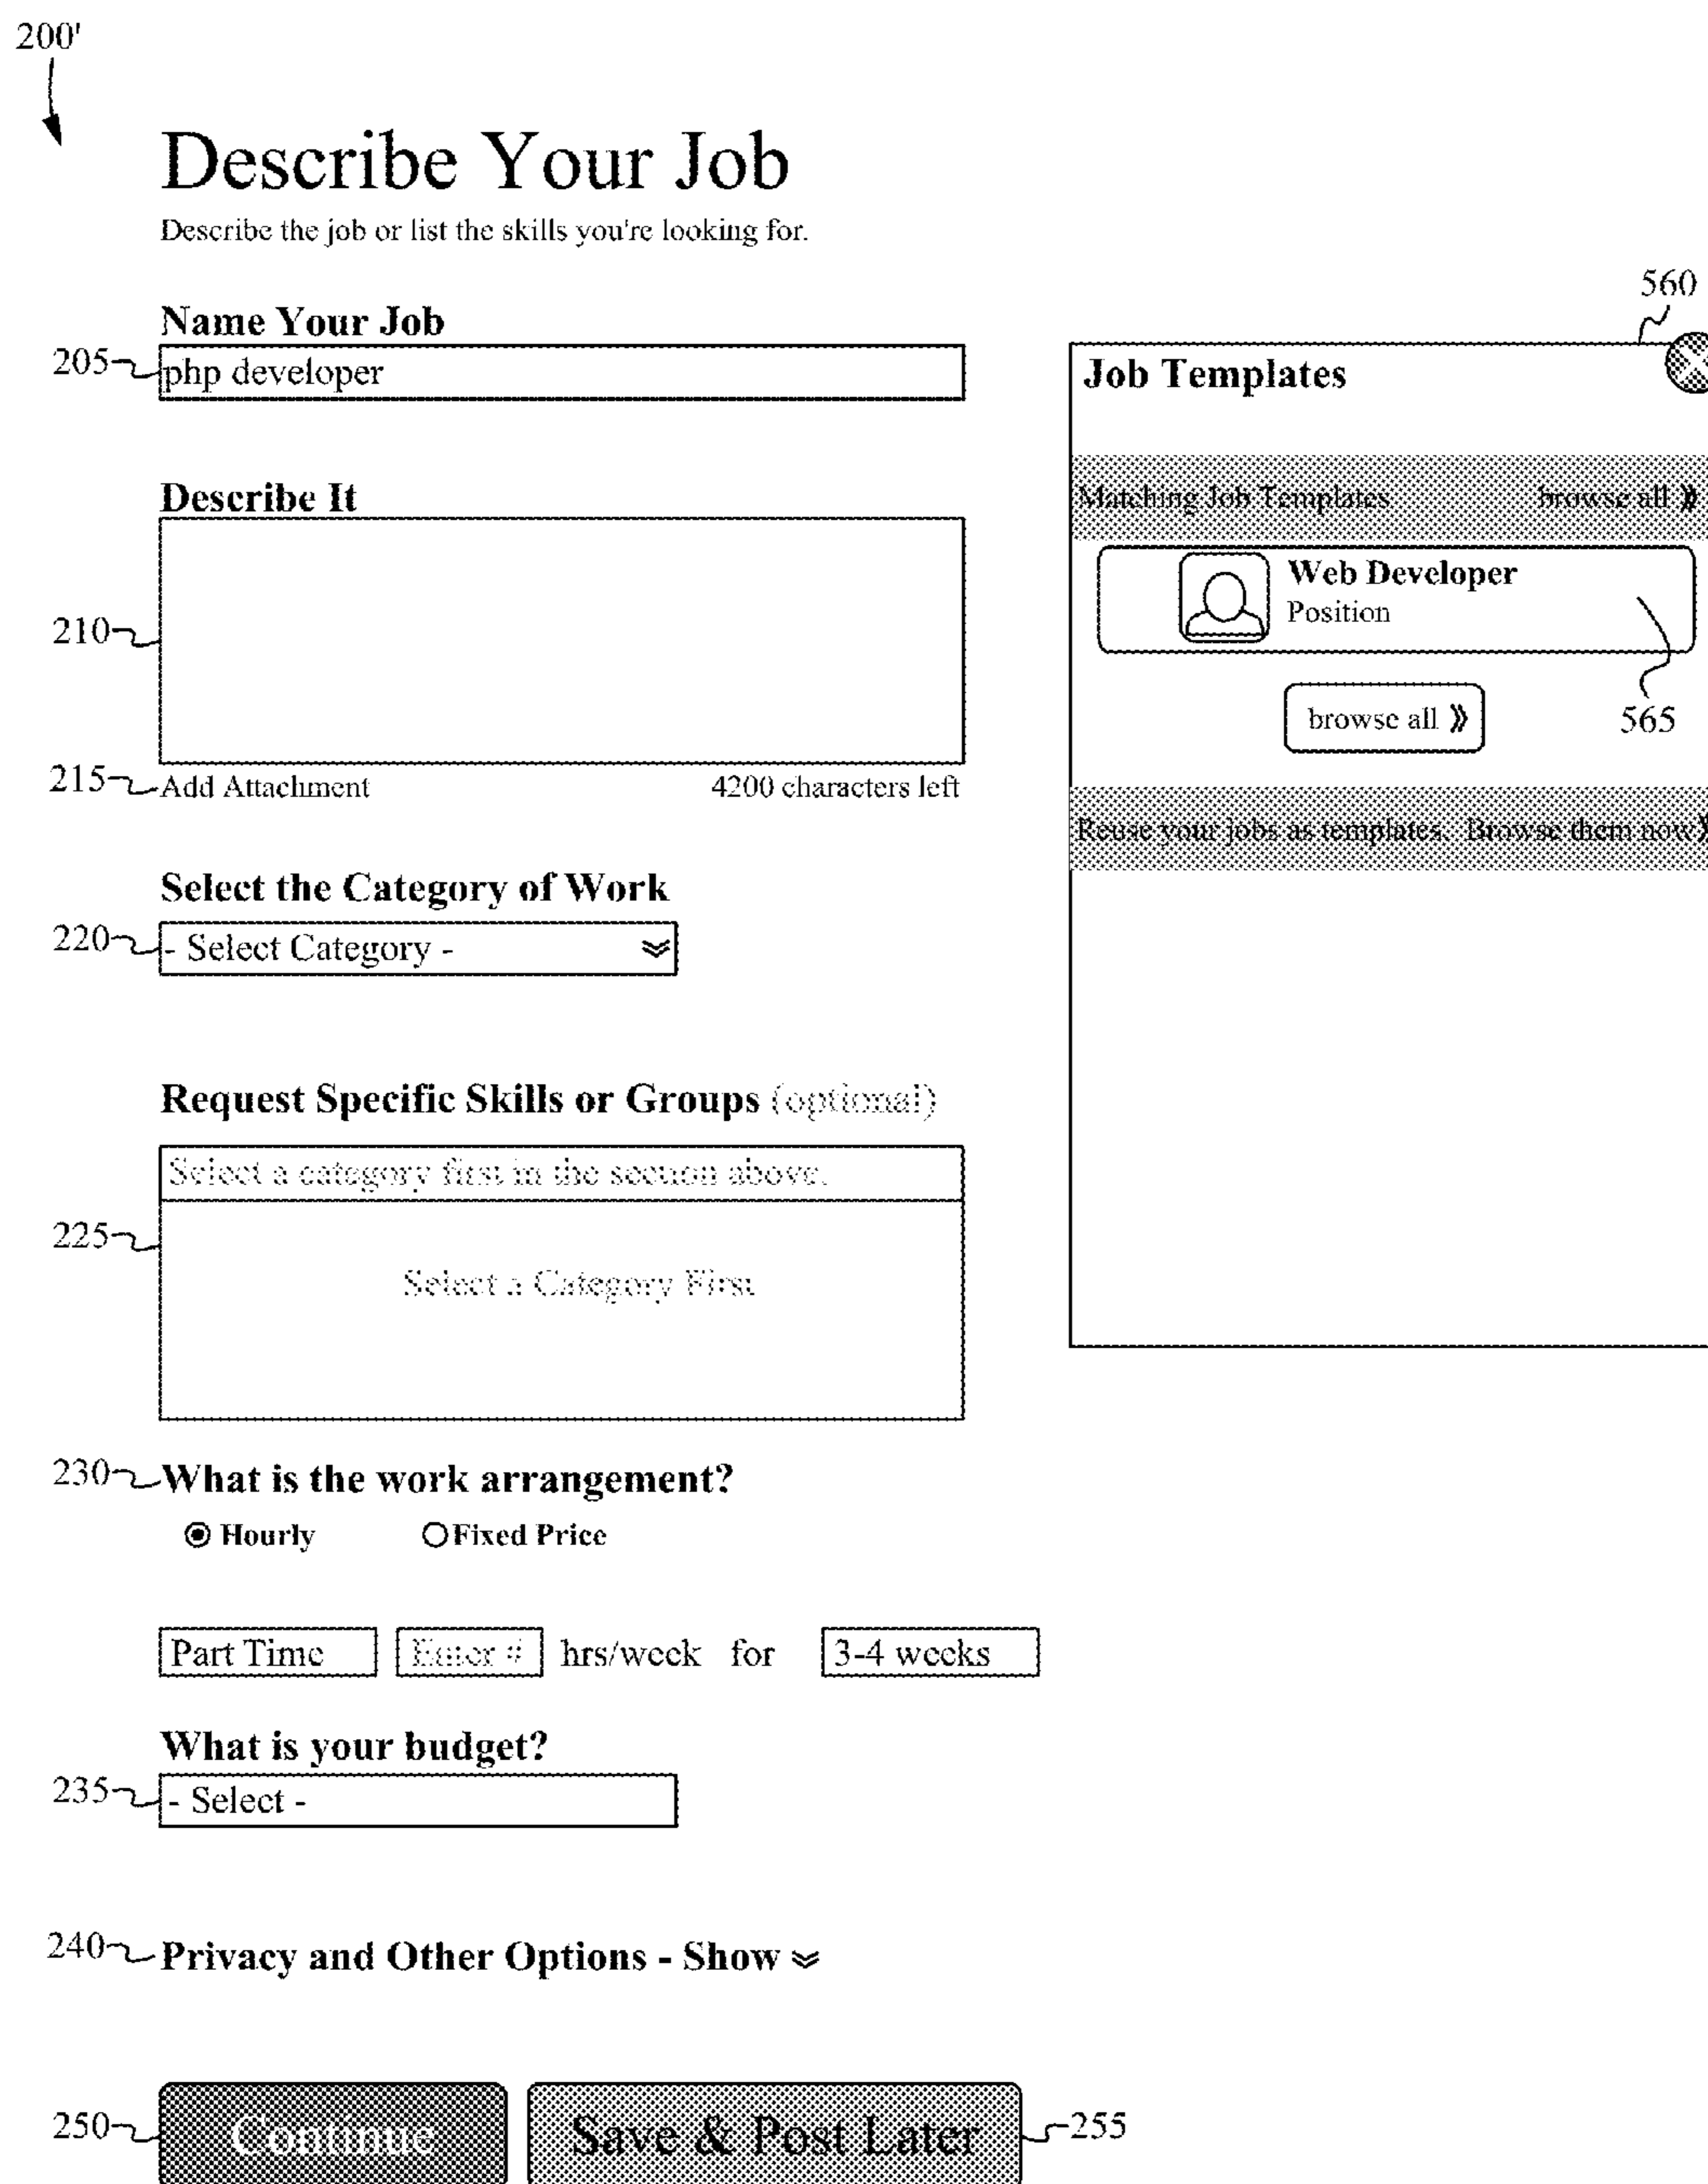 200'
Describe Your Job
Describe the job or list the skills you're looking for.
Name Your Job
205
php developer
Describe It
210
215
Add Attachment 4200 characters left
Select the Category of Work
220
- Select Category -
Request Specific Skills or Groups (optional)
Select a category first in the section above.
225
Select a Category First
230
What is the work arrangement?
Hourly Fixed Price
Part Time Enter # hrs/week for 3-4 weeks
What is your budget?
235
- Select -
240
Privacy and Other Options - Show
250
Continue Save & Post Later 255
560
Job Templates
Matching Job Templates browse all
Web Developer
Position
browse all
565
Reuse your jobs as templates. Browse them now